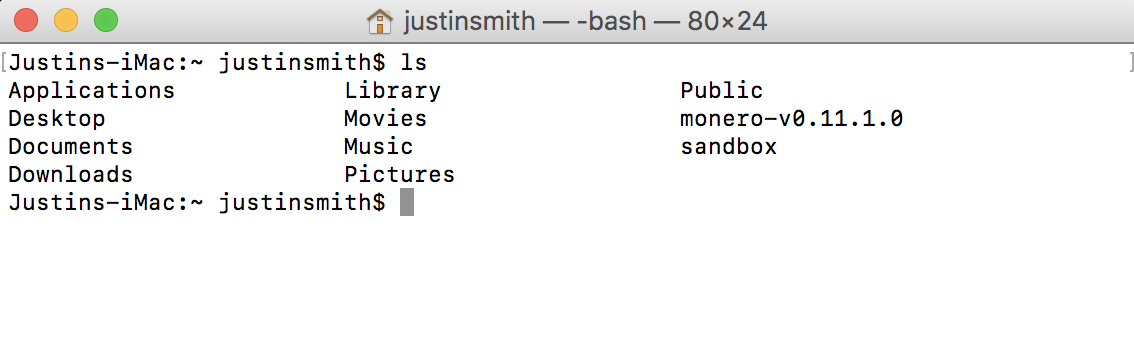 justinsmith — -bash — 80×24
[Justins-iMac:~ justinsmith$ ls ]
Applications Library Public
Desktop Movies monero-v0.11.1.0
Documents Music sandbox
Downloads Pictures
Justins-iMac:~ justinsmith$